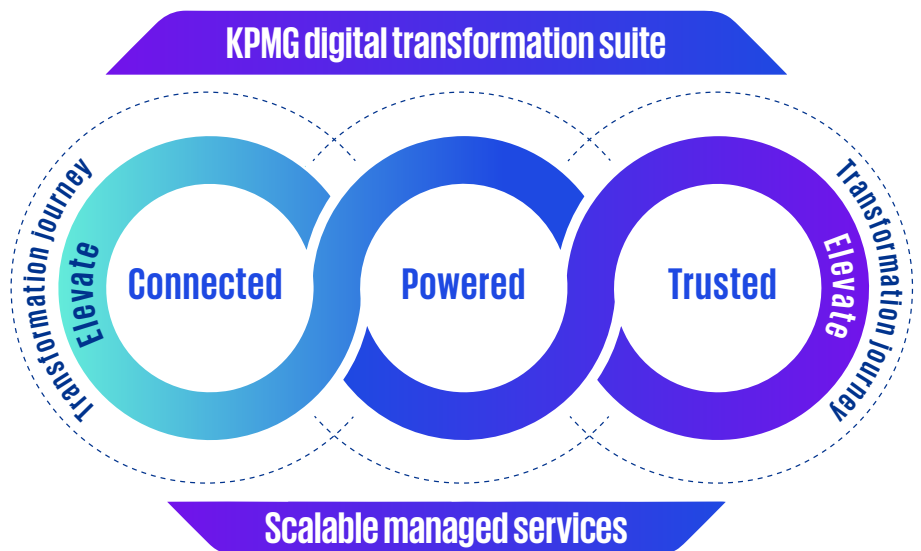 KPMG digital transformation suite
Transformation journey
Elevate
Connected
Powered
Trusted
Elevate
Transformation journey
Scalable managed services